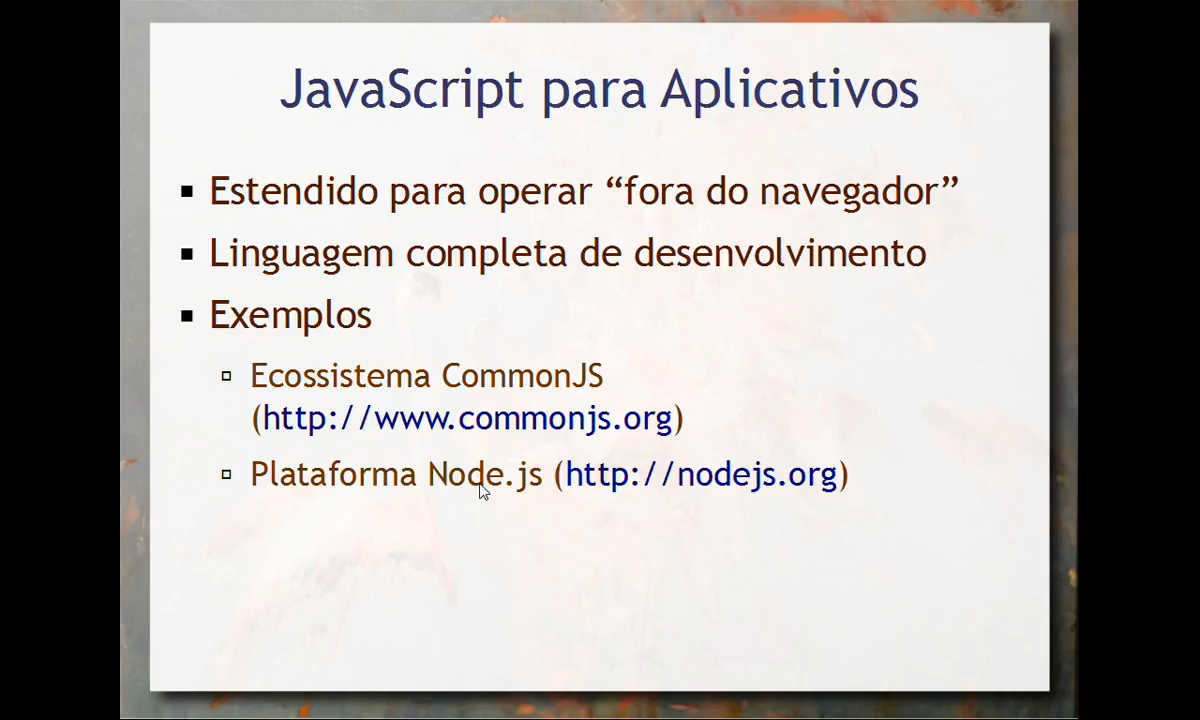 JavaScript para Aplicativos
Estendido para operar “fora do navegador”
Linguagem completa de desenvolvimento
Exemplos
Ecossistema CommonJS
(http://www.commonjs.org)
Plataforma Node.js (http://nodejs.org)